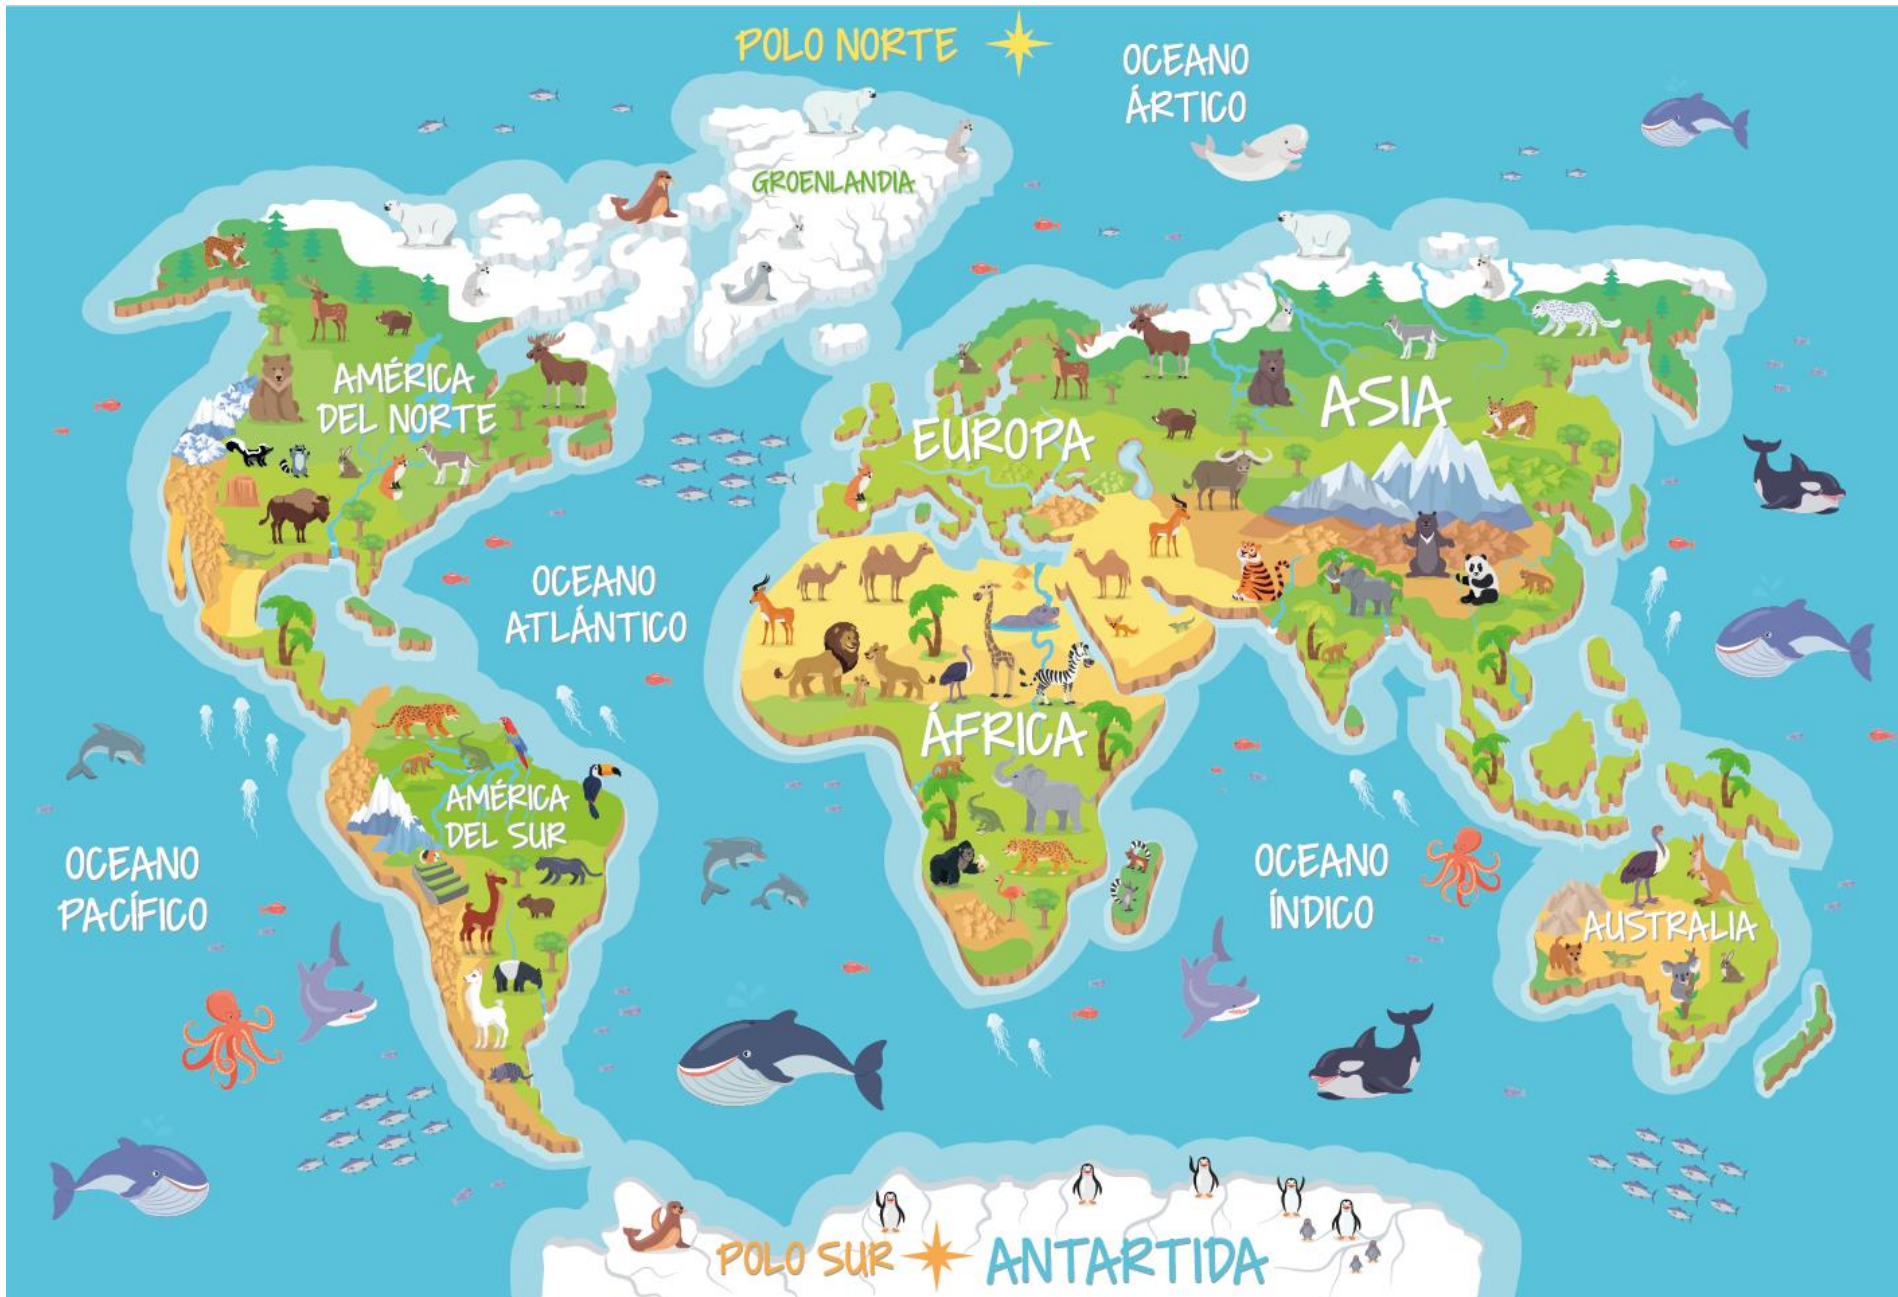 POLO NORTE
OCEANO
ÁRTICO
GROENLANDIA
AMÉRICA
DEL NORTE
EUROPA
ASIA
OCEANO
ATLÁNTICO
ÁFRICA
AMÉRICA
DEL SUR
OCEANO
PACÍFICO
OCEANO
ÍNDICO
AUSTRALIA
POLO SUR
ANTARTIDA